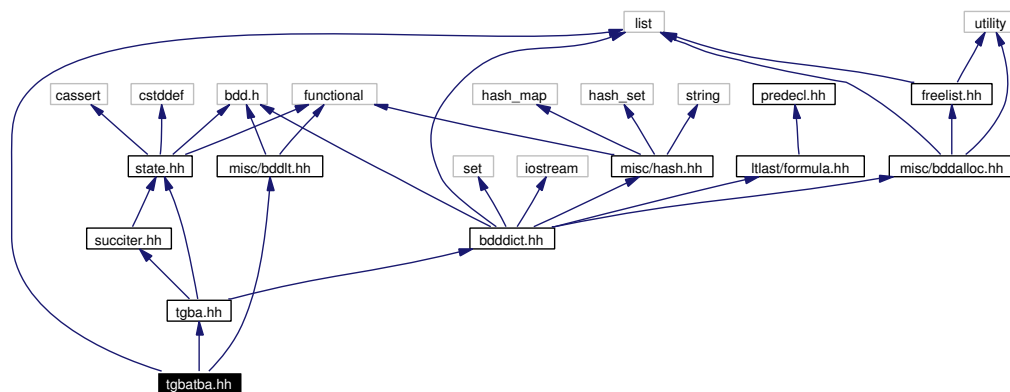 list
utility
cassert
cstddef
bdd.h
functional
hash_map
hash_set
string
predecl.hh
freelist.hh
state.hh
misc/bddlt.hh
set
iostream
misc/hash.hh
ltlast/formula.hh
misc/bddalloc.hh
succiter.hh
bdddict.hh
tgba.hh
tgbatba.hh